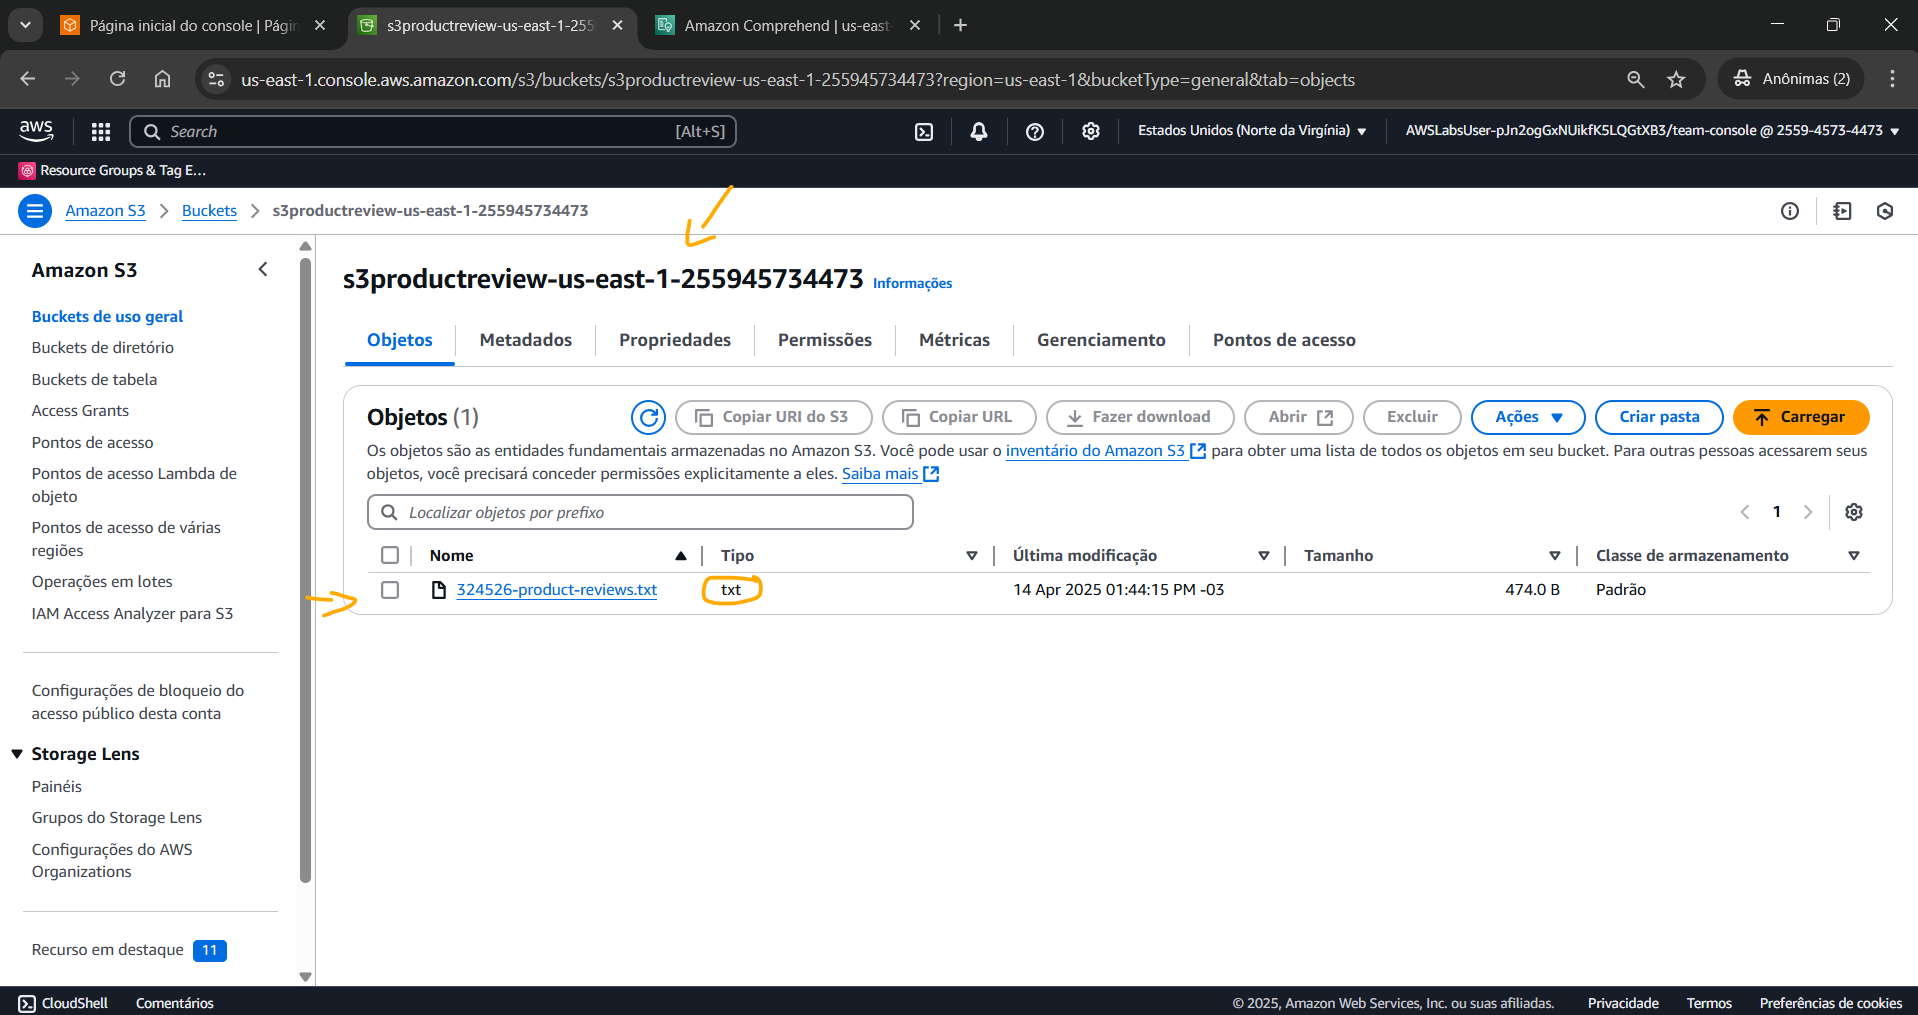 Página inicial do console | Págin
s3productreview-us-east-1-255
Amazon Comprehend | us-east-
us-east-1.console.aws.amazon.com/s3/buckets/s3productreview-us-east-1-255945734473?region=us-east-1&bucketType=general&tab=objects
Anônimas (2)
aws
Search
[Alt+S]
Estados Unidos (Norte da Virgínia)
AWSLabsUser-pJn2ogGxNUikfK5LQGtXB3/team-console @ 2559-4573-4473
Resource Groups & Tag E...
Amazon S3 > Buckets > s3productreview-us-east-1-255945734473
Amazon S3
Buckets de uso geral
Buckets de diretório
Buckets de tabela
Access Grants
Pontos de acesso
Pontos de acesso Lambda de
objeto
Pontos de acesso de várias
regiões
Operações em lotes
IAM Access Analyzer para S3
Configurações de bloqueio do
acesso público desta conta
Storage Lens
Painéis
Grupos do Storage Lens
Configurações do AWS
Organizations
Recurso em destaque 11
s3productreview-us-east-1-255945734473 Informações
Objetos
Metadados
Propriedades
Permissões
Métricas
Gerenciamento
Pontos de acesso
Objetos (1)
Copiar URI do S3
Copiar URL
Fazer download
Abrir
Excluir
Ações
Criar pasta
Carregar
Os objetos são as entidades fundamentais armazenadas no Amazon S3. Você pode usar o inventário do Amazon S3 para obter uma lista de todos os objetos em seu bucket. Para outras pessoas acessarem seus
objetos, você precisará conceder permissões explicitamente a eles. Saiba mais
Localizar objetos por prefixo
1
Nome
Tipo
Última modificação
Tamanho
Classe de armazenamento
324526-product-reviews.txt
txt
14 Apr 2025 01:44:15 PM -03
474.0 B
Padrão
CloudShell
Comentários
© 2025, Amazon Web Services, Inc. ou suas afiliadas.
Privacidade
Termos
Preferências de cookies